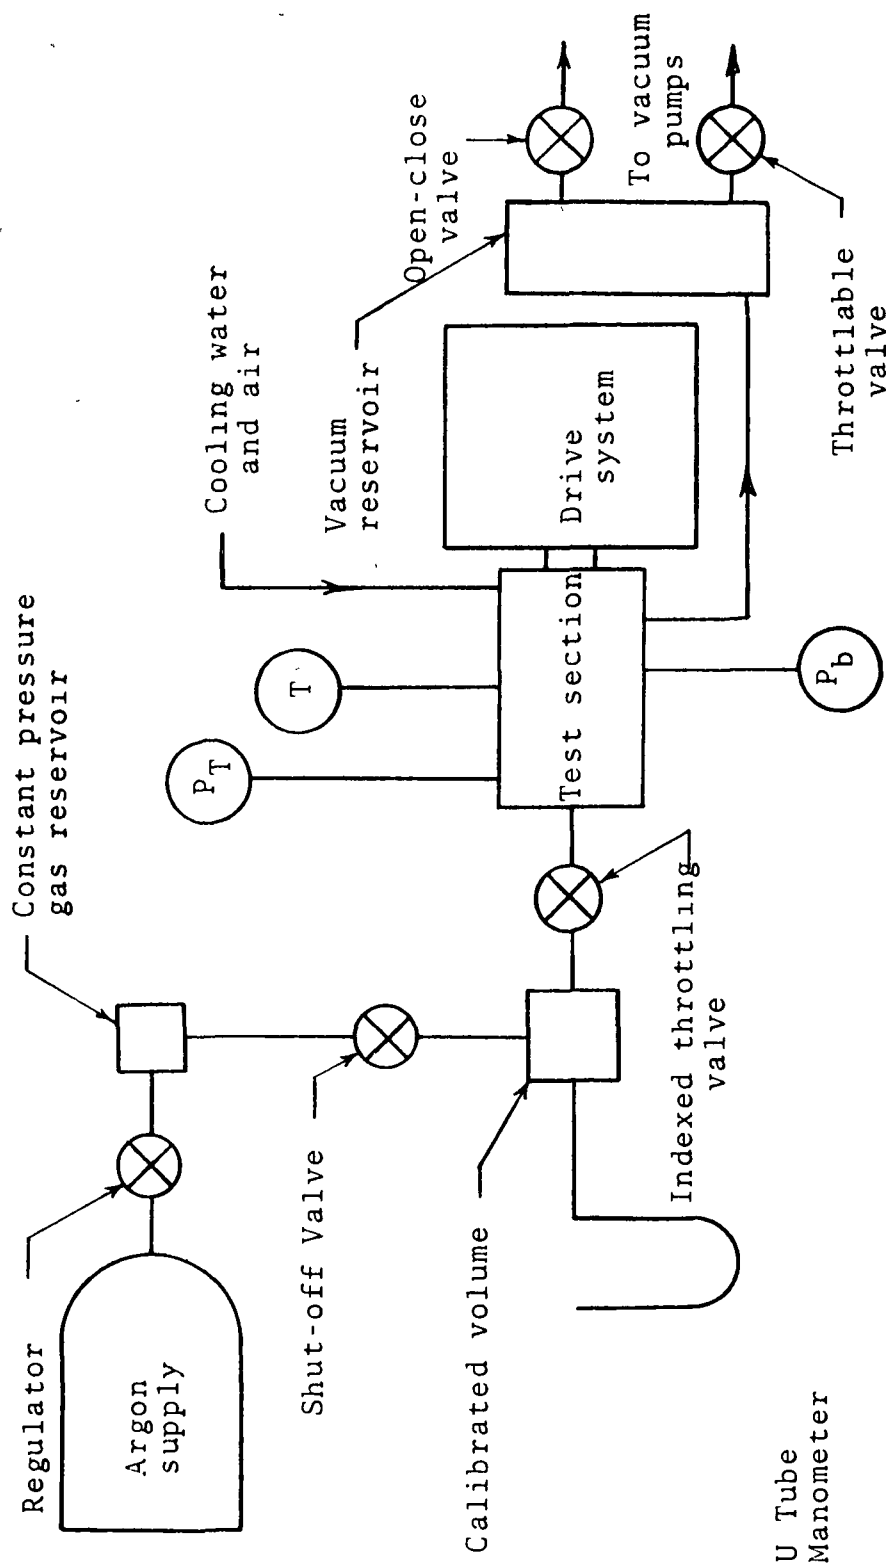 Constant pressure
gas reservoir
Cooling water
and air
Regulator
Argon
supply
Shut-off Valve
P_T
T
Vacuum
reservoir
Open-close
valve
To vacuum
pumps
Calibrated volume
Test section
Drive
system
Indexed throttling
valve
P_b
Throttlable
valve
U Tube
Manometer